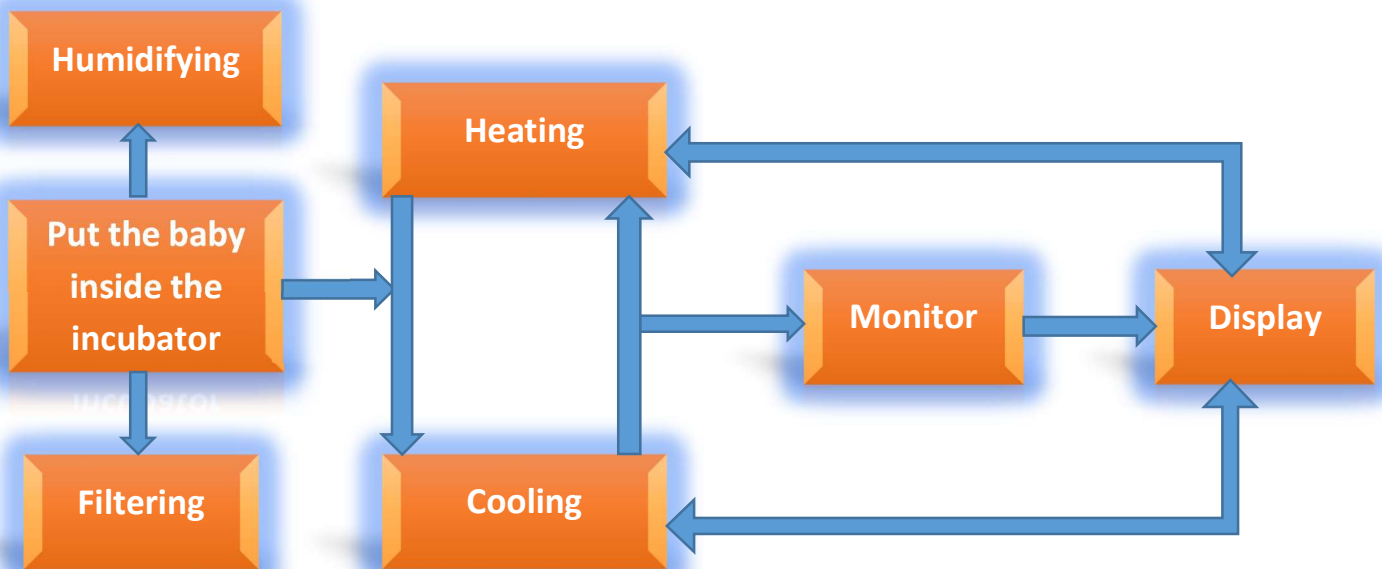 Humidifying
Heating
Put the baby
inside the
incubator
Monitor
Display
Filtering
Cooling